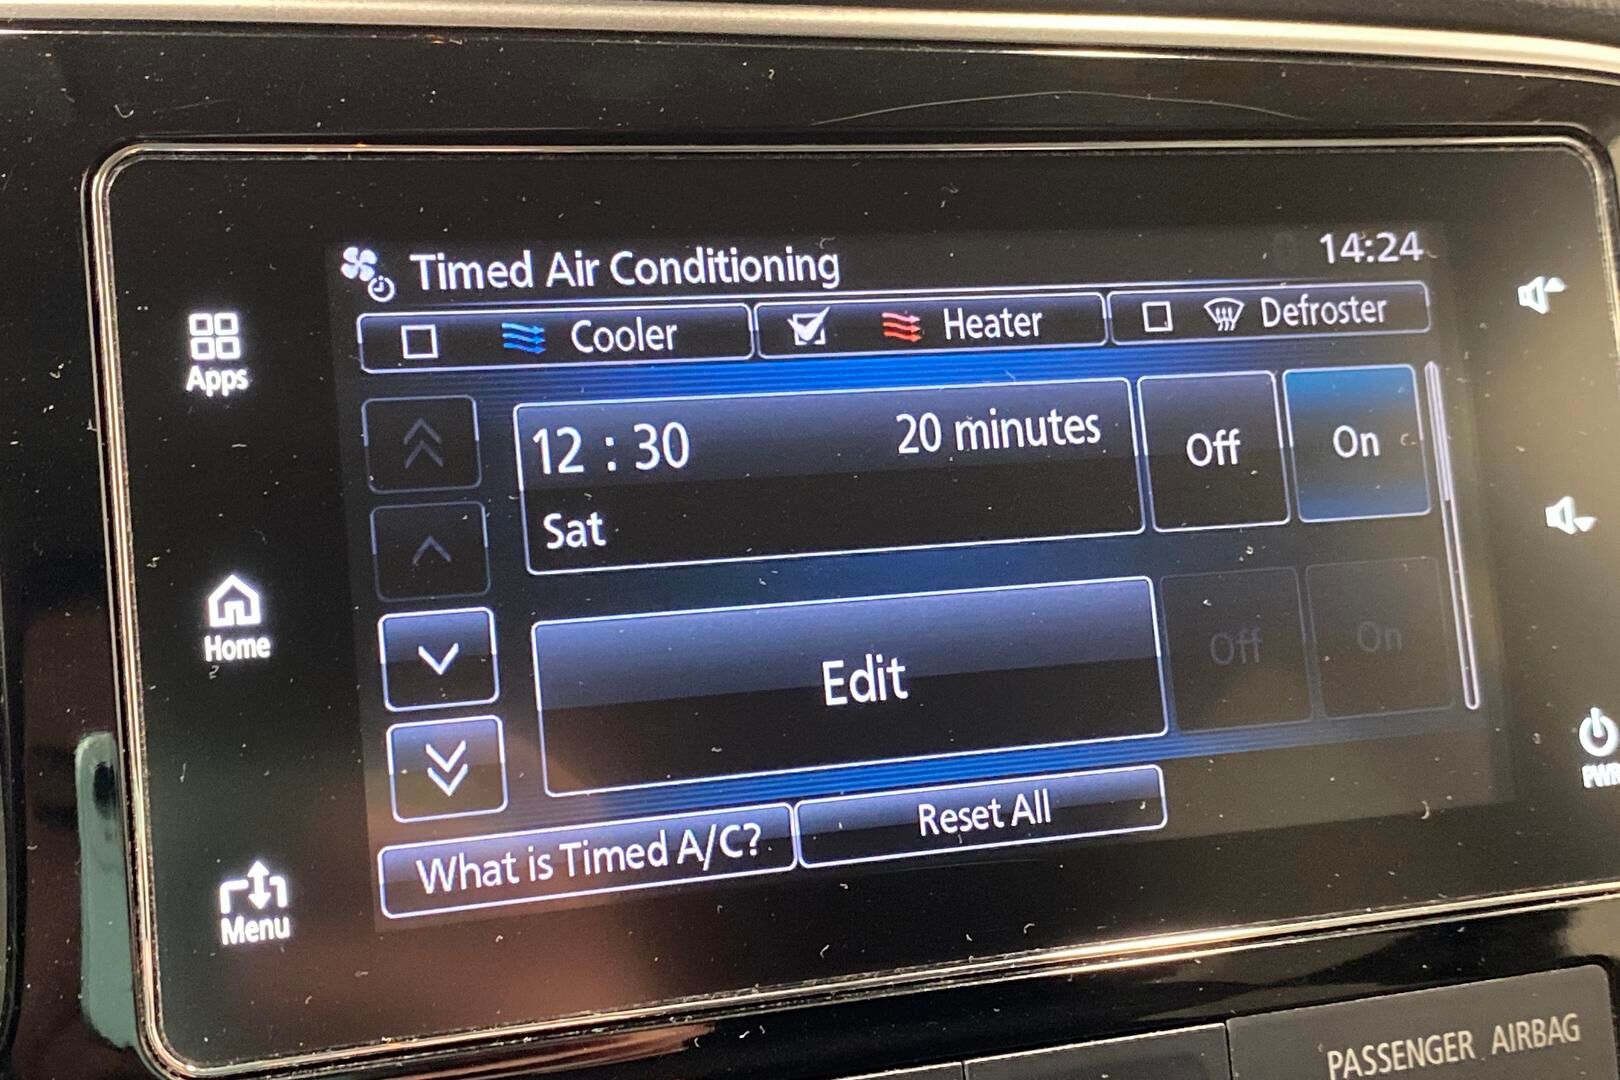 Timed Air Conditioning
14:24
Cooler
Heater
Defroster
Apps
12 : 30
20 minutes
Off
On
Sat
Home
Edit
Off
On
PWR
What is Timed A/C?
Reset All
Menu
PASSENGER AIRBAG